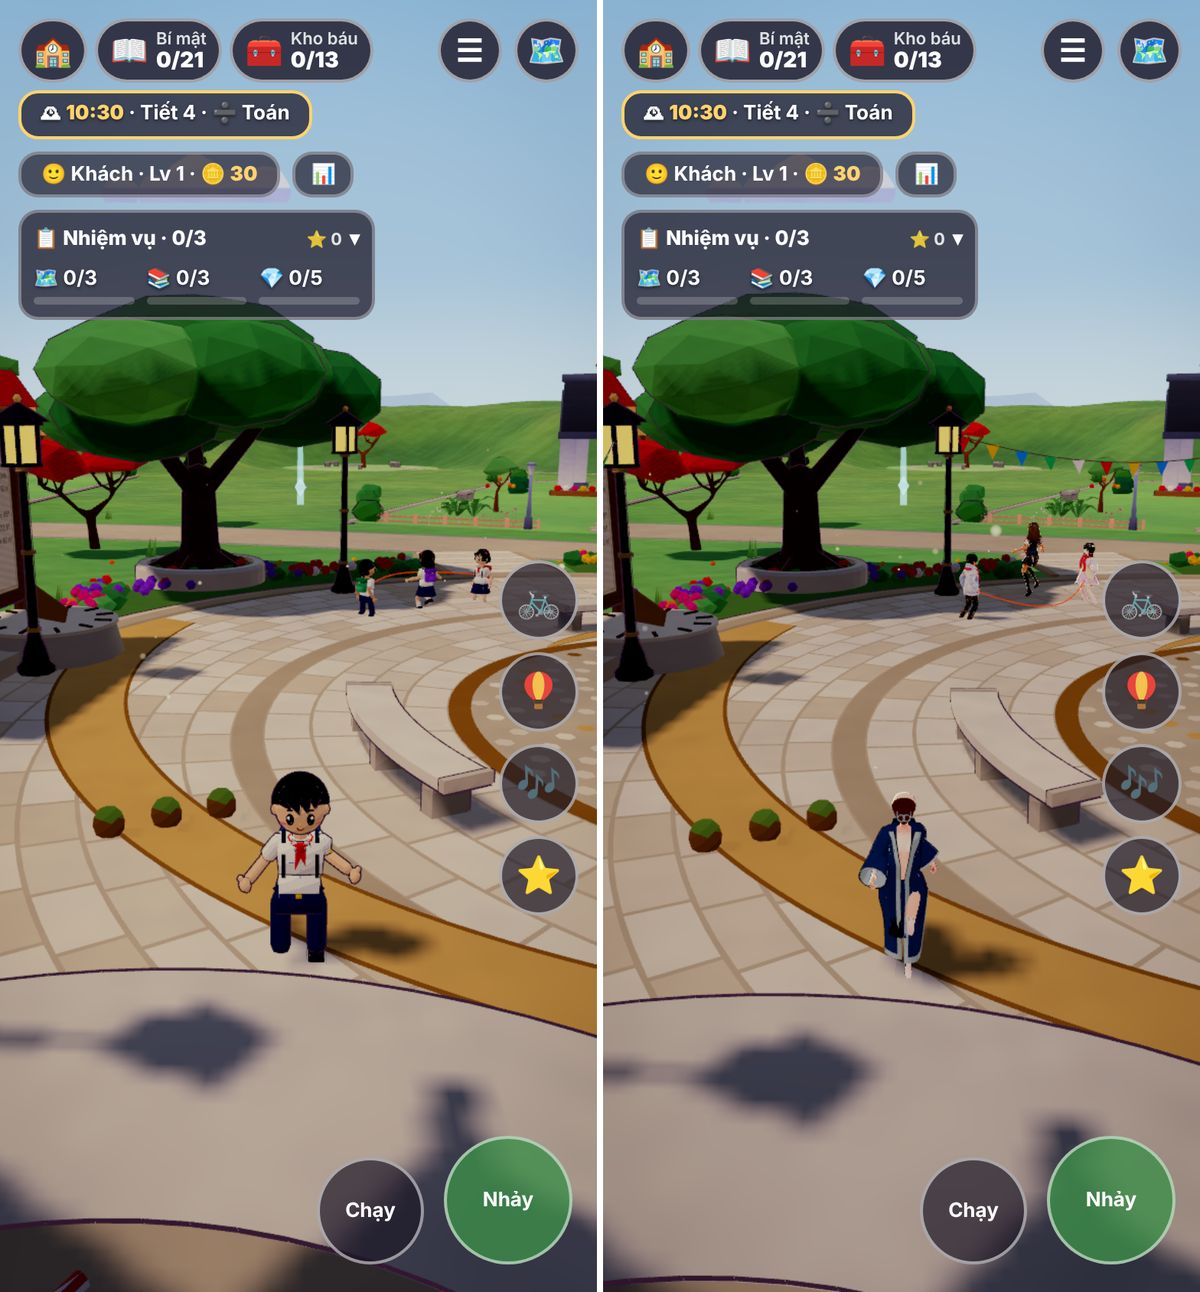 Bí mật
0/21
Kho báu
0/13
10:30 · Tiết 4 · ➗ Toán
Khách · Lv 1 · 🪙 30
Nhiệm vụ · 0/3
⭐ 0 ▼
0/3
0/3
0/5
Chạy
Nhảy
Bí mật
0/21
Kho báu
0/13
10:30 · Tiết 4 · ➗ Toán
Khách · Lv 1 · 🪙 30
Nhiệm vụ · 0/3
⭐ 0 ▼
0/3
0/3
0/5
Chạy
Nhảy